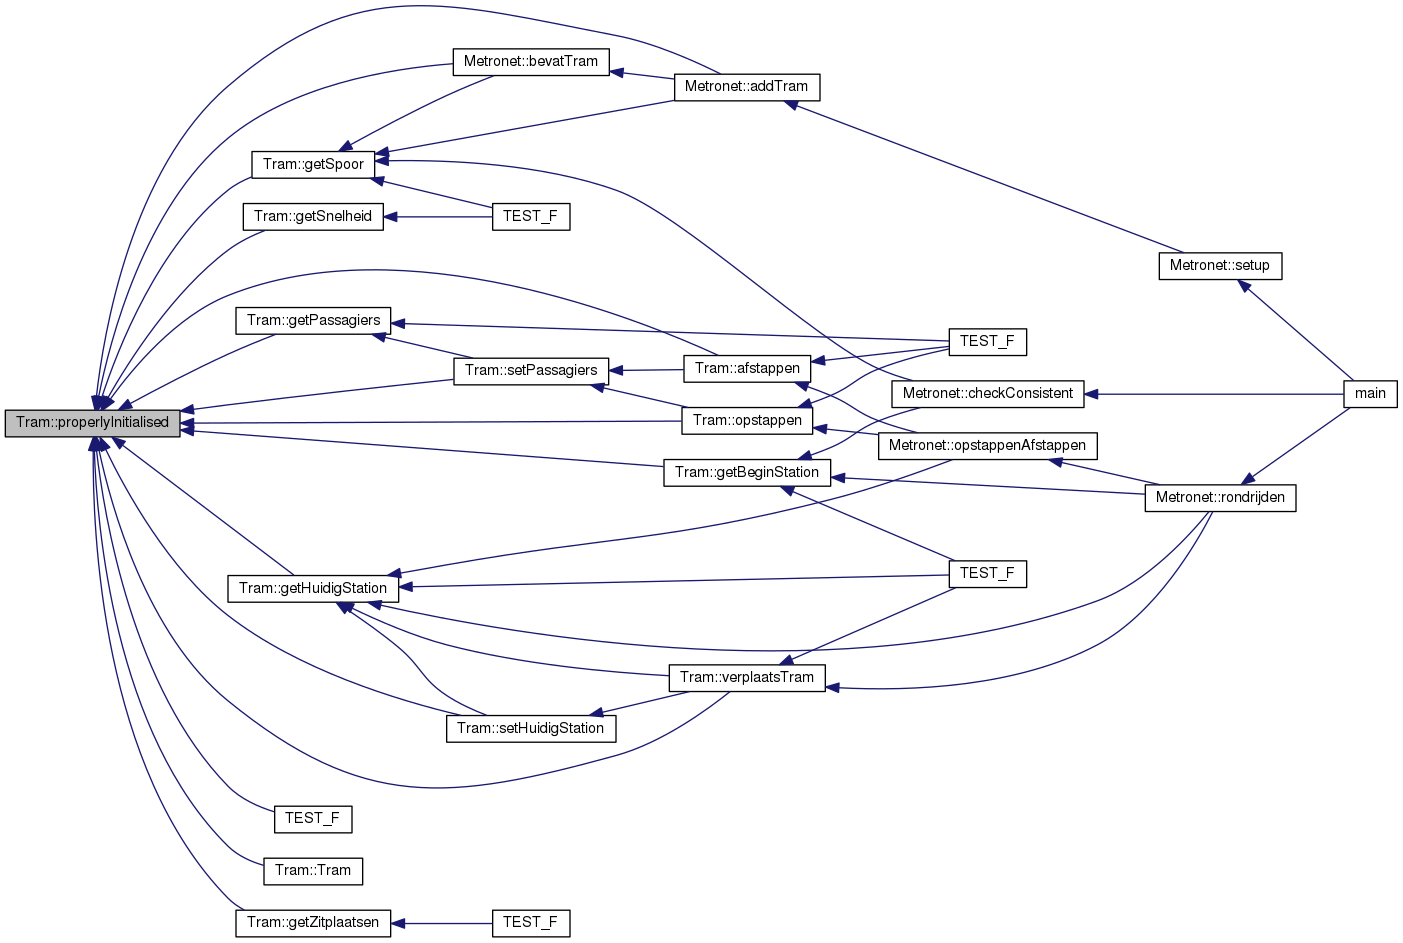 Metronet::bevatTram
Metronet::addTram
Tram::getSpoor
Tram::getSnelheid
TEST_F
Metronet::setup
Tram::getPassagiers
TEST_F
Tram::setPassagiers
Tram::afstappen
Metronet::checkConsistent
main
Tram::properlyInitialised
Tram::opstappen
Metronet::opstappenAfstappen
Tram::getBeginStation
Metronet::rondrijden
Tram::getHuidigStation
TEST_F
Tram::verplaatsTram
Tram::setHuidigStation
TEST_F
Tram::Tram
Tram::getZitplaatsen
TEST_F